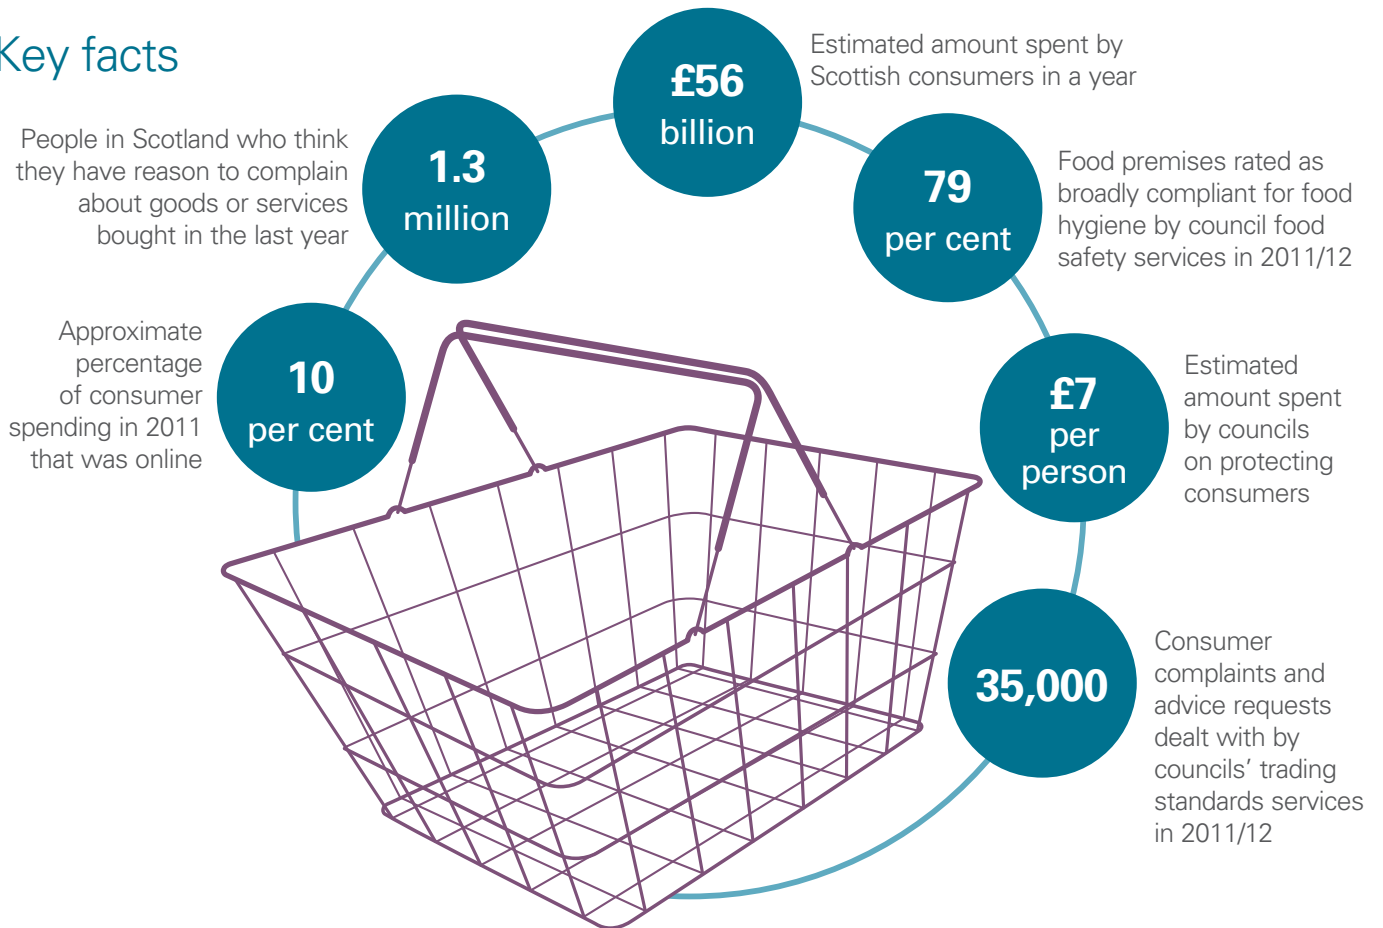 Key facts
£56
billion
Estimated amount spent by
Scottish consumers in a year
People in Scotland who think
they have reason to complain
about goods or services
bought in the last year
1.3
million
79
per cent
Food premises rated as
broadly compliant for food
hygiene by council food
safety services in 2011/12
Approximate
percentage
of consumer
spending in 2011
that was online
10
per cent
£7
per
person
Estimated
amount spent
by councils
on protecting
consumers
35,000
Consumer
complaints and
advice requests
dealt with by
councils’ trading
standards services
in 2011/12